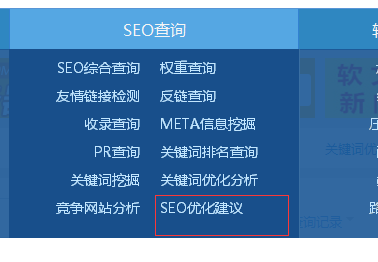 SEO查询
SEO综合查询 权重查询
友情链接检测 反链查询
收录查询 META信息挖掘
PR查询 关键词排名查询
关键词挖掘 关键词优化分析
竞争网站分析 SEO优化建议